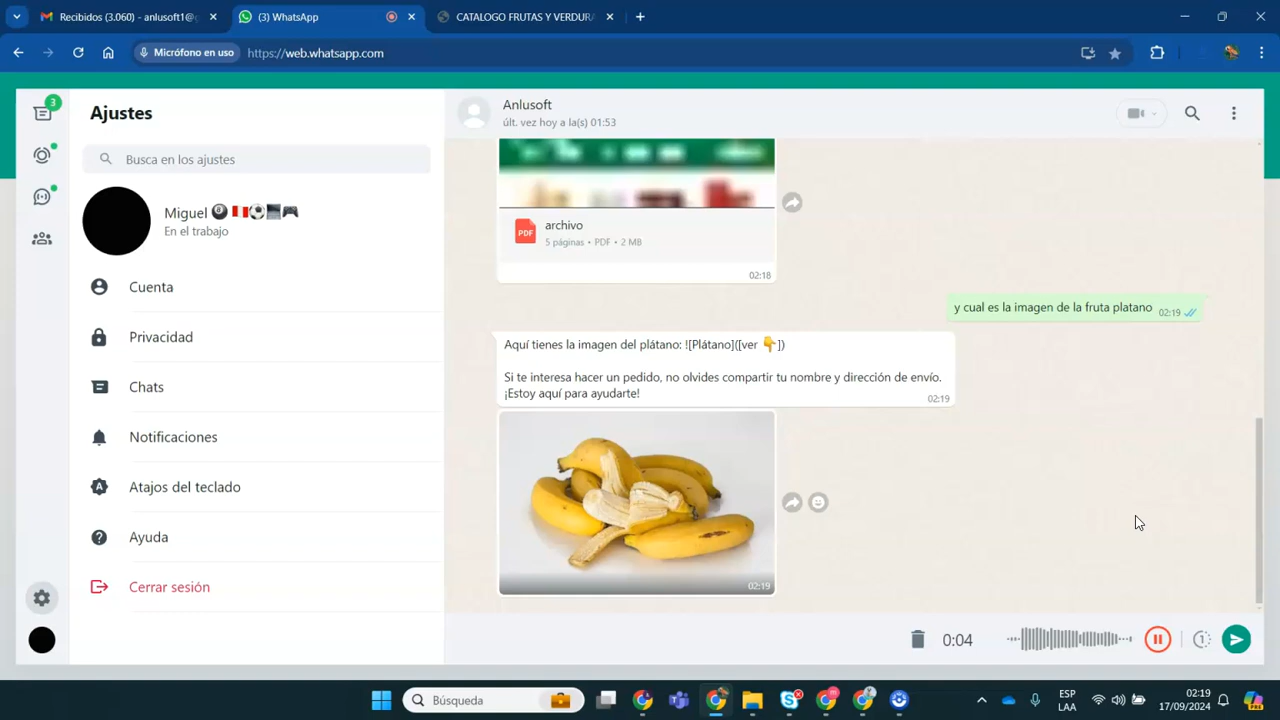 Recibidos (3.060) - anlusoft1@g
(3) WhatsApp
CATALOGO FRUTAS Y VERDURA
Micrófono en uso
https://web.whatsapp.com
3
Ajustes
Busca en los ajustes
Miguel
En el trabajo
Cuenta
Privacidad
Chats
Notificaciones
Atajos del teclado
Ayuda
Cerrar sesión
Anlusoft
últ. vez hoy a la(s) 01:53
PDF
archivo
5 páginas • PDF • 2 MB
02:18
y cual es la imagen de la fruta platano 02:19
Aquí tienes la imagen del plátano: ![Plátano]([ver 👇])
Si te interesa hacer un pedido, no olvides compartir tu nombre y dirección de envío.
¡Estoy aquí para ayudarte!
02:19
02:19
0:04
1
Búsqueda
ESP
LAA
02:19
17/09/2024